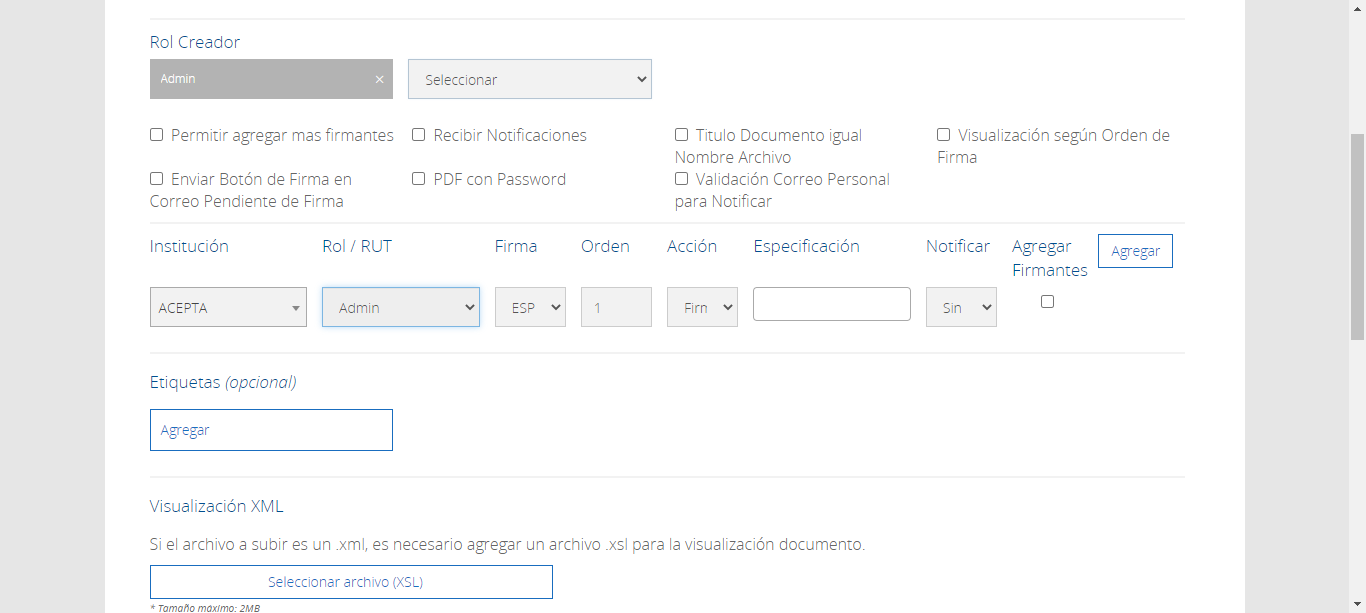 Rol Creador
Admin ×
Seleccionar
Permitir agregar mas firmantes
Recibir Notificaciones
Titulo Documento igual
Nombre Archivo
Visualización según Orden de
Firma
Enviar Botón de Firma en
Correo Pendiente de Firma
PDF con Password
Validación Correo Personal
para Notificar
Institución
Rol / RUT
Firma
Orden
Acción
Especificación
Notificar
Agregar
Firmantes
Agregar
ACEPTA
Admin
ESP
1
Firn
Sin
Etiquetas (opcional)
Agregar
Visualización XML
Si el archivo a subir es un .xml, es necesario agregar un archivo .xsl para la visualización documento.
Seleccionar archivo (XSL)
* Tamaño máximo: 2MB